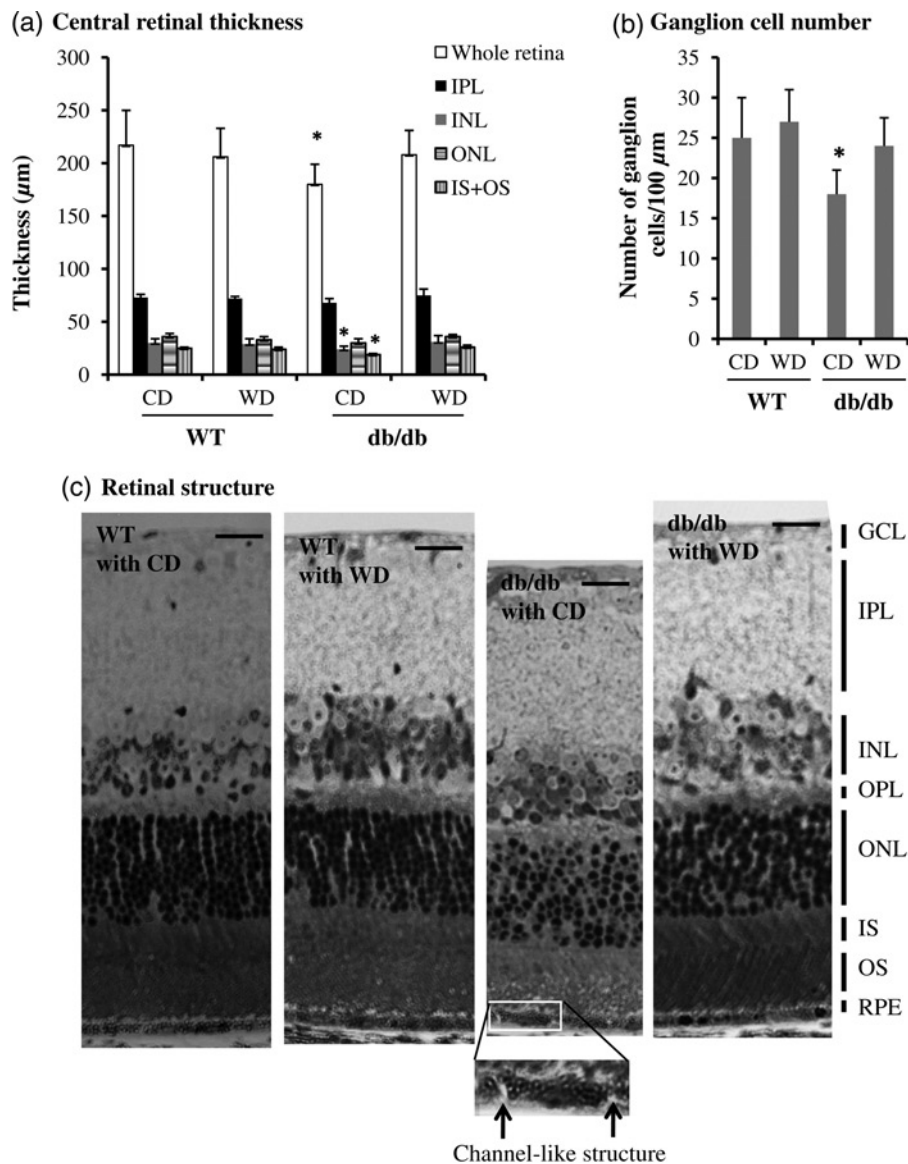 (a) Central retinal thickness
300
250
200
150
100
50
0
Thickness (µm)
Whole retina
IPL
INL
ONL
IS+OS
*
*
*
CD
WD
CD
WD
WT
db/db
(b) Ganglion cell number
35
30
25
20
15
10
5
0
Number of ganglion
cells/100 µm
*
CD
WD
CD
WD
WT
db/db
(c) Retinal structure
WT
with CD
WT
with WD
db/db
with CD
db/db
with WD
GCL
IPL
INL
OPL
ONL
IS
OS
RPE
Channel-like structure